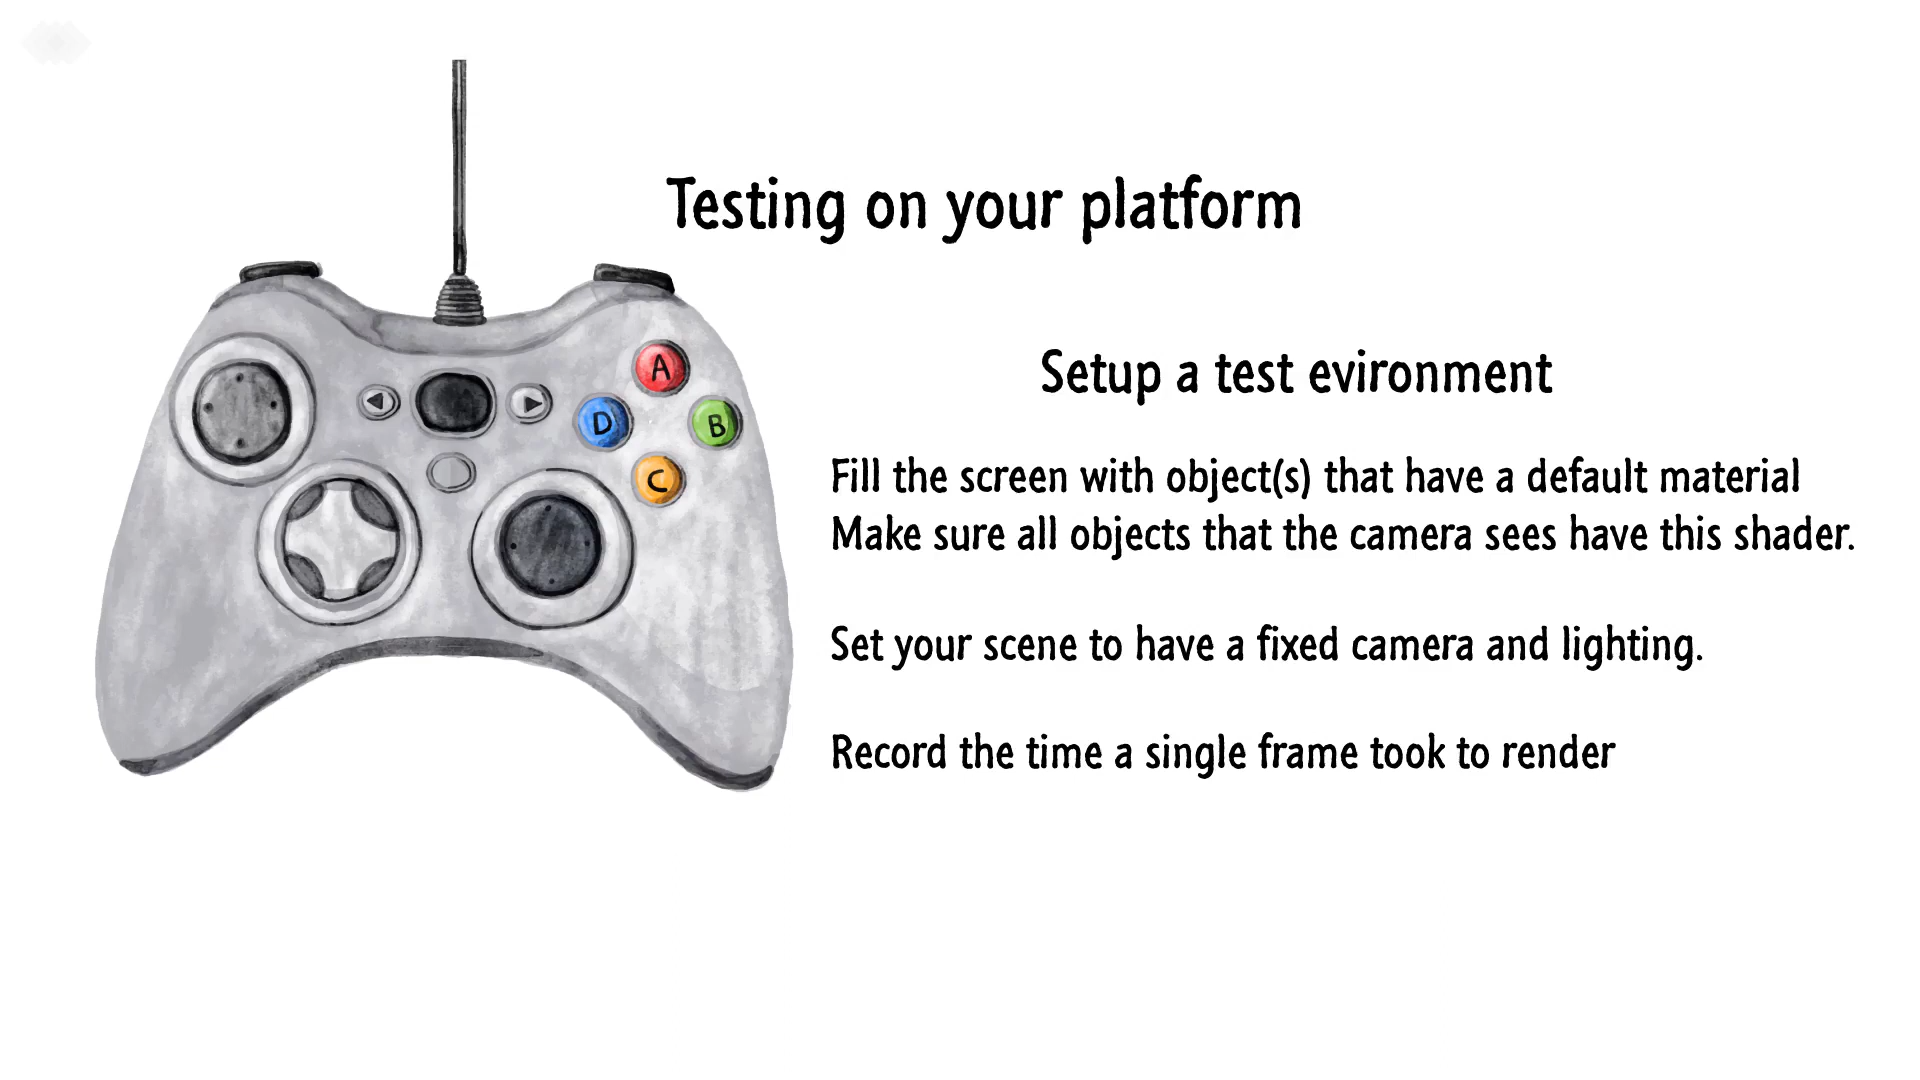 Testing on your platform
Setup a test evironment
A
D
B
C
Fill the screen with object(s) that have a default material
Make sure all objects that the camera sees have this shader.
Set your scene to have a fixed camera and lighting.
Record the time a single frame took to render